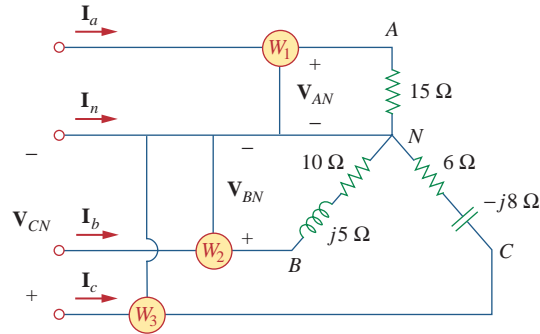 I_a
W_1
A
+
V_AN
15 Ω
I_n
−
−
−
N
10 Ω
6 Ω
V_BN
−j8 Ω
V_CN
I_b
W_2
+
j5 Ω
B
C
+
I_c
W_3